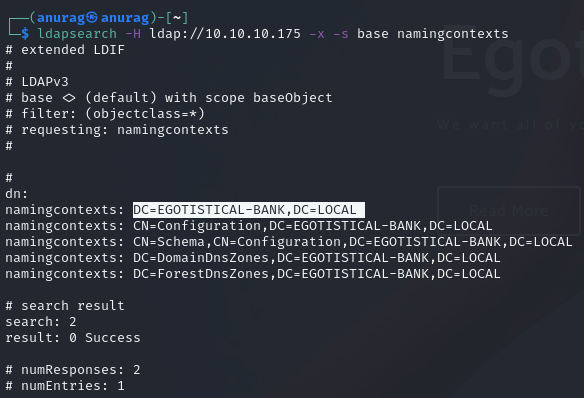 ┌──(anurag㉿anurag)-[~]
└─$ ldapsearch -H ldap://10.10.10.175 -x -s base namingcontexts
# extended LDIF
#
# LDAPv3
# base <> (default) with scope baseObject
# filter: (objectclass=*)
# requesting: namingcontexts
#

#
dn:
namingcontexts: DC=EGOTISTICAL-BANK,DC=LOCAL
namingcontexts: CN=Configuration,DC=EGOTISTICAL-BANK,DC=LOCAL
namingcontexts: CN=Schema,CN=Configuration,DC=EGOTISTICAL-BANK,DC=LOCAL
namingcontexts: DC=DomainDnsZones,DC=EGOTISTICAL-BANK,DC=LOCAL
namingcontexts: DC=ForestDnsZones,DC=EGOTISTICAL-BANK,DC=LOCAL

# search result
search: 2
result: 0 Success

# numResponses: 2
# numEntries: 1
Egot
We want all of yo
Read More